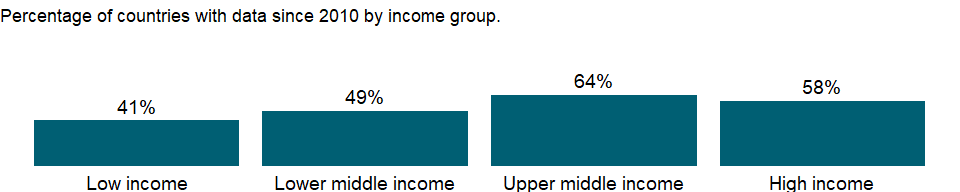 Percentage of countries with data since 2010 by income group.
41%
49%
64%
58%
Low income
Lower middle income
Upper middle income
High income